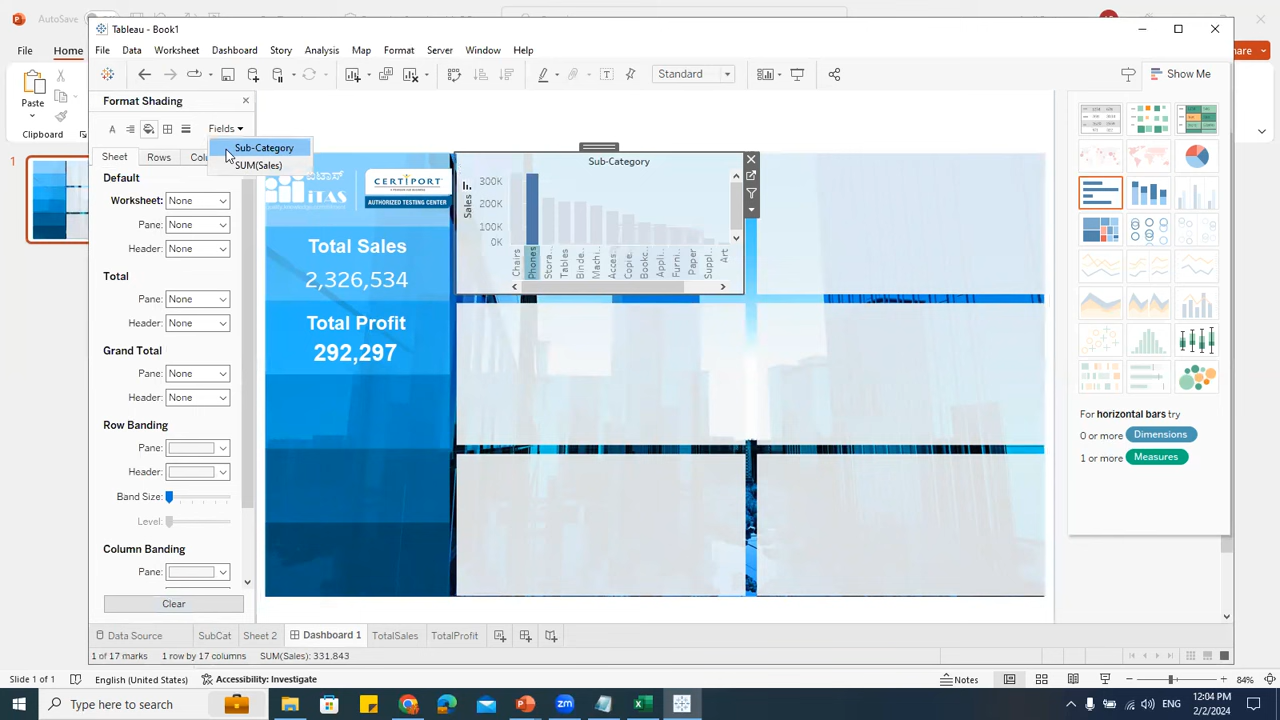 AutoSave
File
Home
Share
Paste
Clipboard
1
Tableau - Book1
File Data Worksheet Dashboard Story Analysis Map Format Server Window Help
Standard
Show Me
Format Shading
Fields
Sub-Category
SUM(Sales)
Sheet Rows Colu
Default
Worksheet: None
Pane: None
Header: None
Total
Pane: None
Header: None
Grand Total
Pane: None
Header: None
Row Banding
Pane:
Header:
Band Size:
Level:
Column Banding
Pane:
Clear
ITAS
CERTIPORT
AUTHORIZED TESTING CENTER
Total Sales
2,326,534
Total Profit
292,297
Sub-Category
Sales
300K
200K
100K
0K
Chairs
Phones
Stora..
Tables
Binde..
Machi..
Acces..
Copie..
Bookc..
Appli..
Furni..
Paper
Suppl..
Art
For horizontal bars try
0 or more Dimensions
1 or more Measures
Data Source SubCat Sheet 2 Dashboard 1 TotalSales TotalProfit
1 of 17 marks 1 row by 17 columns SUM(Sales): 331,843
Slide 1 of 1 English (United States) Accessibility: Investigate Notes 84%
Type here to search
ENG
12:04 PM
2/2/2024